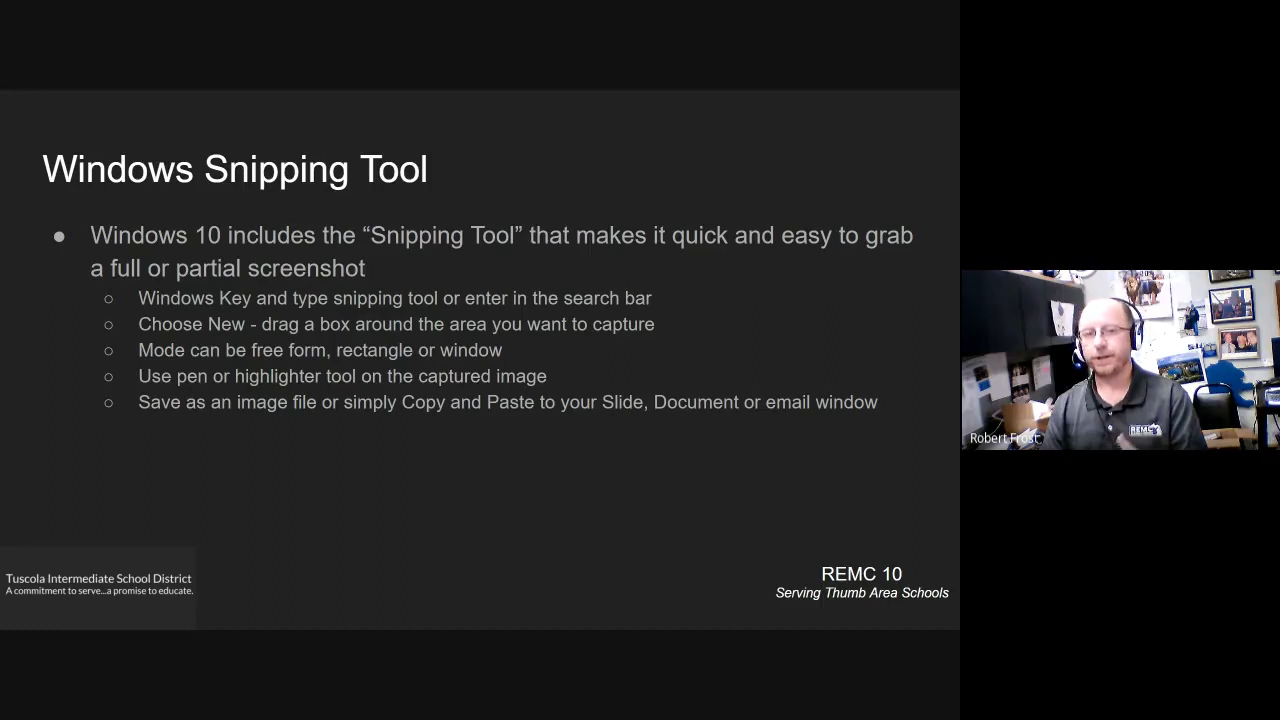 Windows Snipping Tool
● Windows 10 includes the “Snipping Tool” that makes it quick and easy to grab
a full or partial screenshot
○ Windows Key and type snipping tool or enter in the search bar
○ Choose New - drag a box around the area you want to capture
○ Mode can be free form, rectangle or window
○ Use pen or highlighter tool on the captured image
○ Save as an image file or simply Copy and Paste to your Slide, Document or email window
Tuscola Intermediate School District
A commitment to serve...a promise to educate.
REMC 10
Serving Thumb Area Schools
REMC
Robert Frost